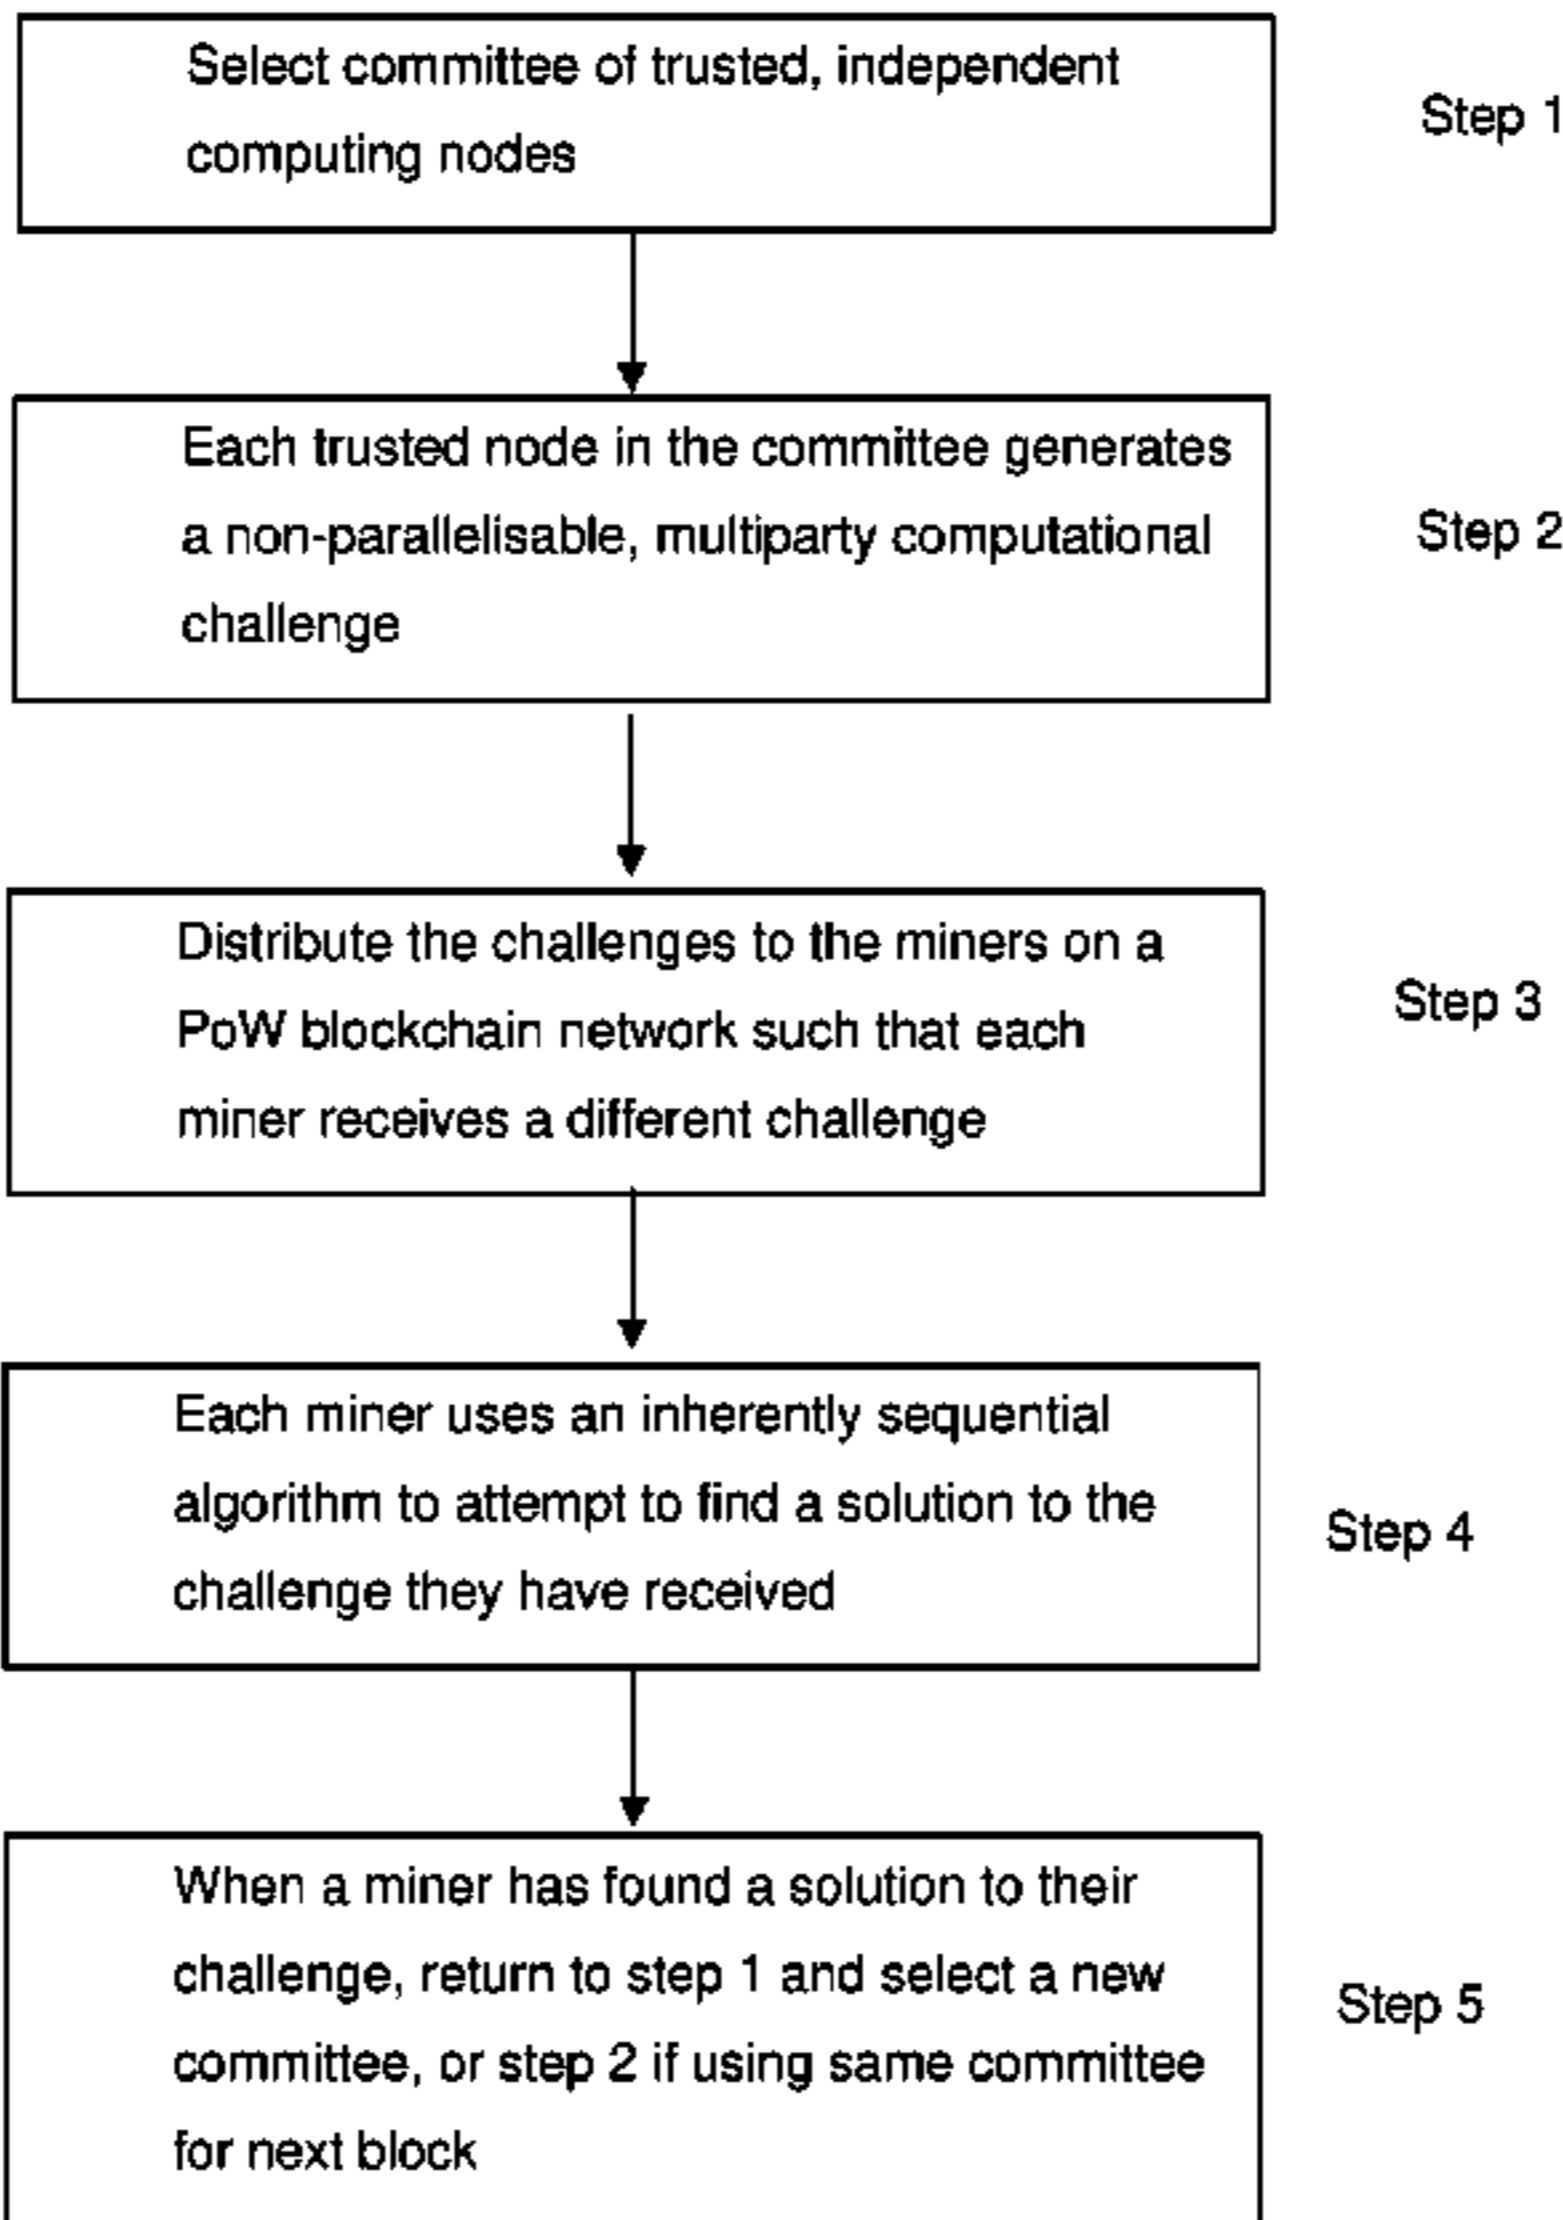 Select committee of trusted, independent
computing nodes
Step 1
Each trusted node in the committee generates
a non-parallelisable, multiparty computational
challenge
Step 2
Distribute the challenges to the miners on a
PoW blockchain network such that each
miner receives a different challenge
Step 3
Each miner uses an inherently sequential
algorithm to attempt to find a solution to the
challenge they have received
Step 4
When a miner has found a solution to their
challenge, return to step 1 and select a new
committee, or step 2 if using same committee
for next block
Step 5